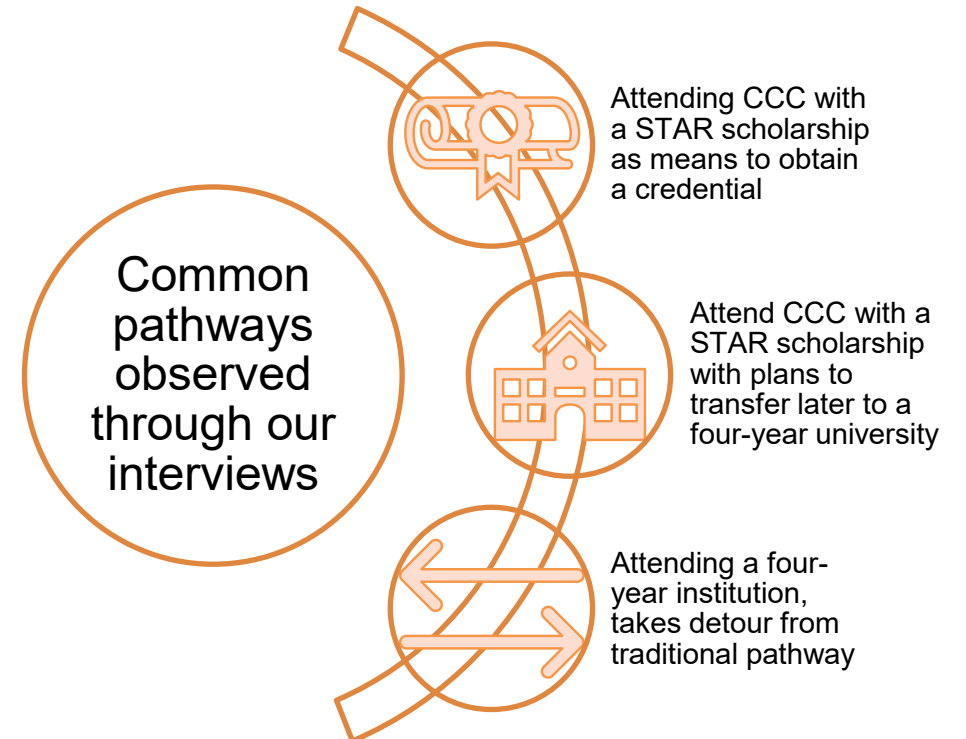 Common
pathways
observed
through our
interviews
Attending CCC with
a STAR scholarship
as means to obtain
a credential
Attend CCC with a
STAR scholarship
with plans to
transfer later to a
four-year university
Attending a four-
year institution,
takes detour from
traditional pathway